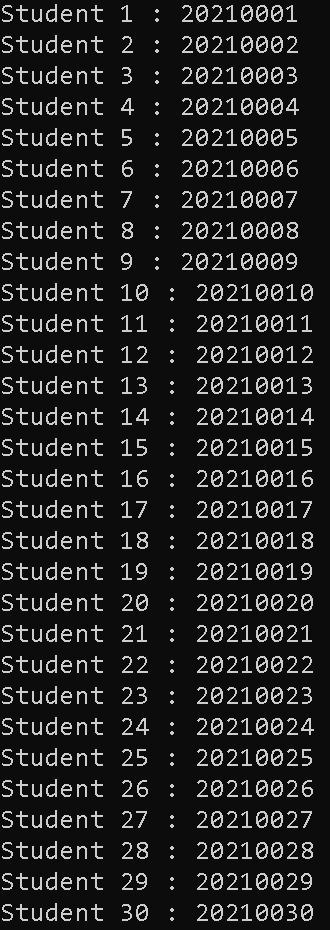 Student 1 : 20210001
Student 2 : 20210002
Student 3 : 20210003
Student 4 : 20210004
Student 5 : 20210005
Student 6 : 20210006
Student 7 : 20210007
Student 8 : 20210008
Student 9 : 20210009
Student 10 : 20210010
Student 11 : 20210011
Student 12 : 20210012
Student 13 : 20210013
Student 14 : 20210014
Student 15 : 20210015
Student 16 : 20210016
Student 17 : 20210017
Student 18 : 20210018
Student 19 : 20210019
Student 20 : 20210020
Student 21 : 20210021
Student 22 : 20210022
Student 23 : 20210023
Student 24 : 20210024
Student 25 : 20210025
Student 26 : 20210026
Student 27 : 20210027
Student 28 : 20210028
Student 29 : 20210029
Student 30 : 20210030